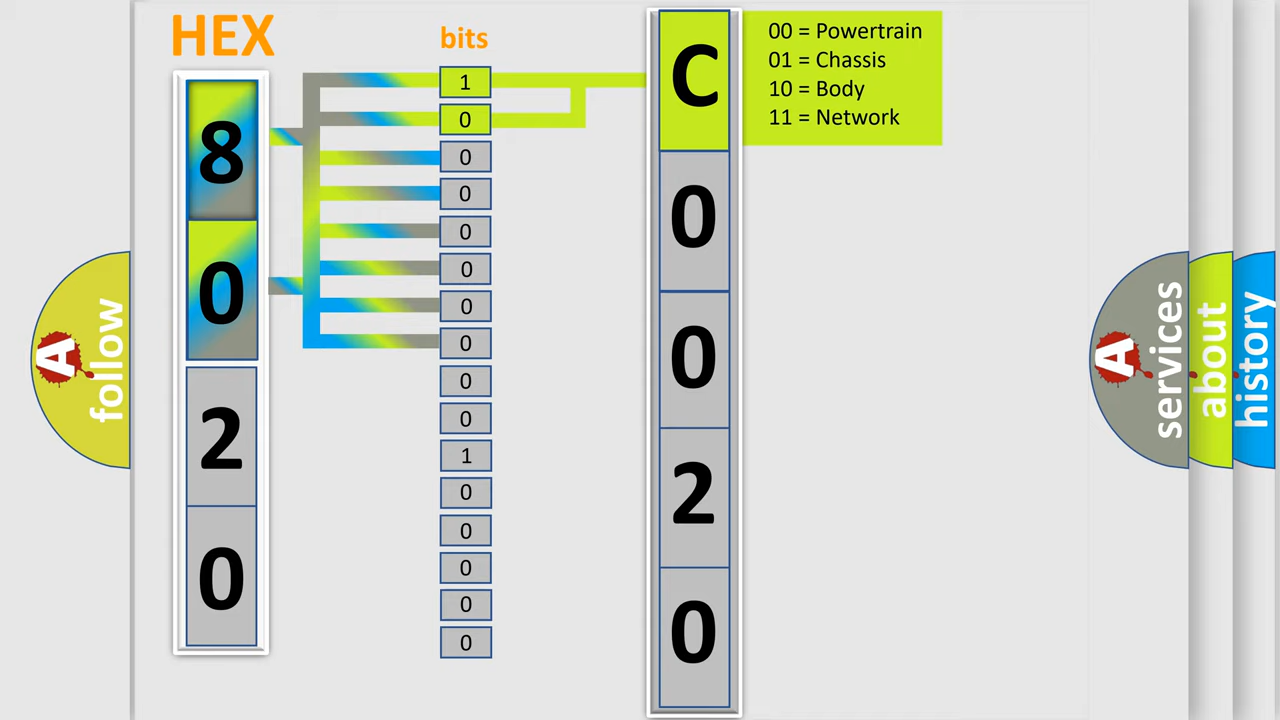 HEX
bits
8
0
2
0
1
0
0
0
0
0
0
0
0
0
1
0
0
0
0
0
C
0
0
2
0
00 = Powertrain
01 = Chassis
10 = Body
11 = Network
A
follow
A
services
about
history